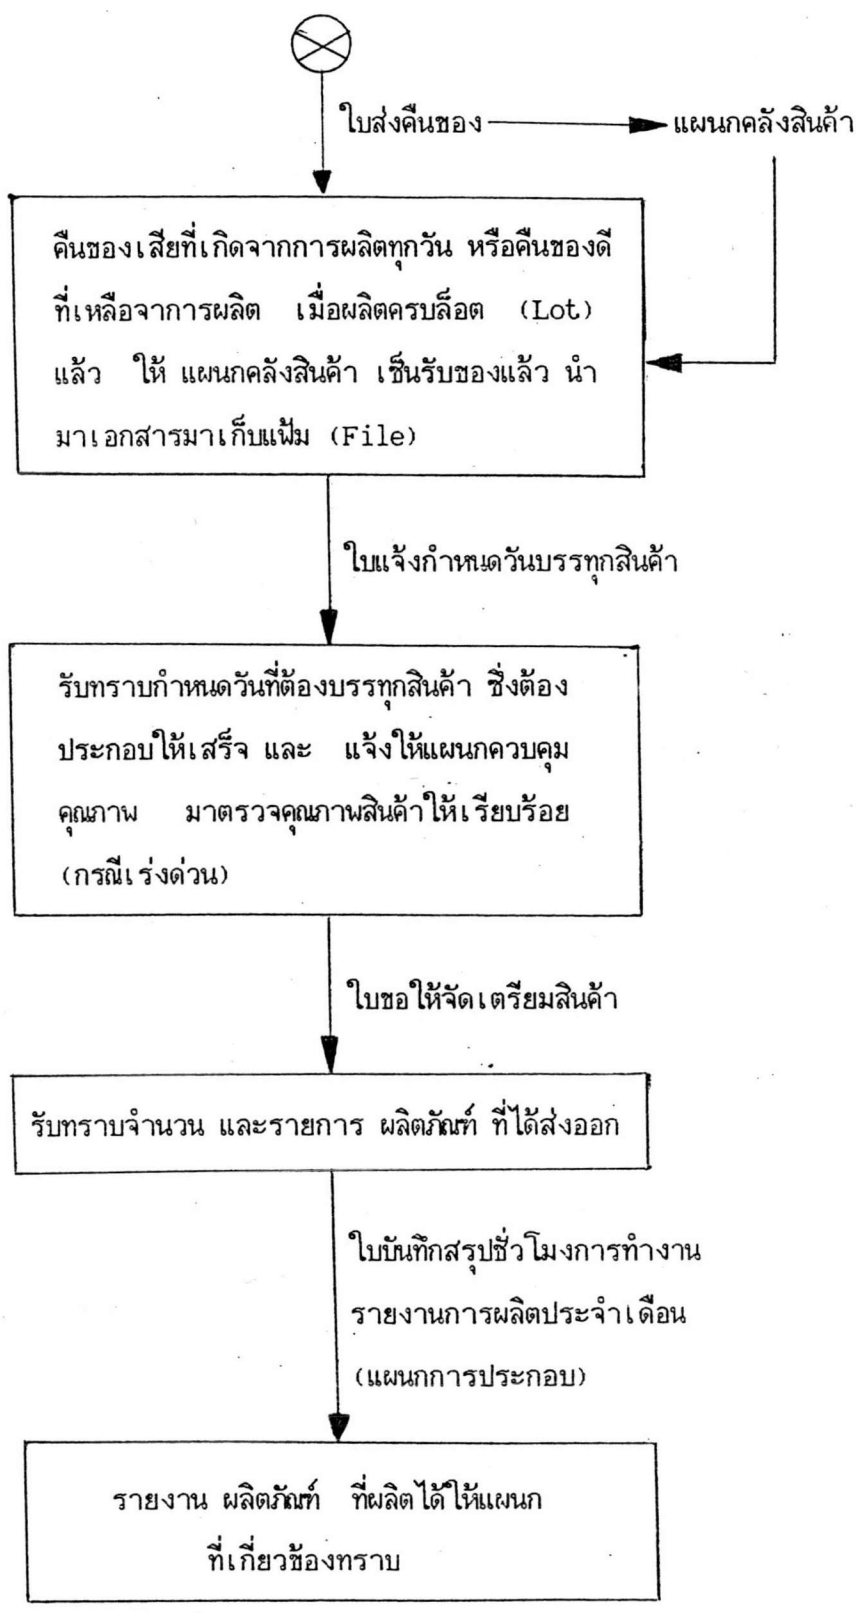 ใบส่งคืนของ
แผนกคลังสินค้า
คืนของเสียที่เกิดจากการผลิตทุกวัน หรือคืนของดี
ที่เหลือจาการผลิต เมื่อผลิตครบล็อต (Lot)
แล้ว ให้ แผนกคลังสินค้า เซ็นรับของแล้ว นำ
มาเอกสารมาเก็บแฟ้ม (File)
ใบแจ้งกำหนดวันบรรทุกสินค้า
รับทราบกำหนดวันที่ต้องบรรทุกสินค้า ซึ่งต้อง
ประกอบให้เสร็จ และ แจ้งให้แผนกควบคุม
คุณภาพ มาตรวจคุณภาพสินค้าให้เรียบร้อย
(กรณีเร่งด่วน)
ใบขอให้จัดเตรียมสินค้า
รับทราบจำนวน และรายการ ผลิตภัณฑ์ ที่ได้ส่งออก
ใบบันทึกสรุปชั่วโมงการทำงาน
รายงานการผลิตประจำเดือน
(แผนกการประกอบ)
รายงาน ผลิตภัณฑ์ ที่ผลิตได้ให้แผนก
ที่เกี่ยวข้องทราบ